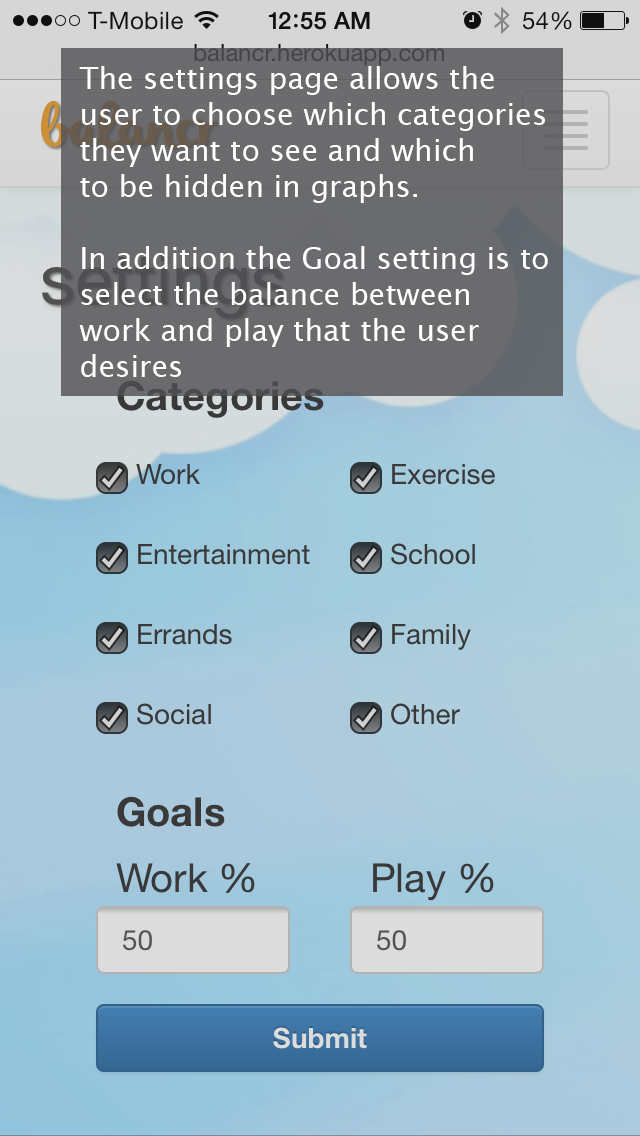 T-Mobile 12:55 AM 54%
balancr.herokuapp.com
balancr
The settings page allows the
user to choose which categories
they want to see and which
to be hidden in graphs.
In addition the Goal setting is to
select the balance between
work and play that the user
desires
Settings
Categories
Work Exercise
Entertainment School
Errands Family
Social Other
Goals
Work % Play %
50 50
Submit